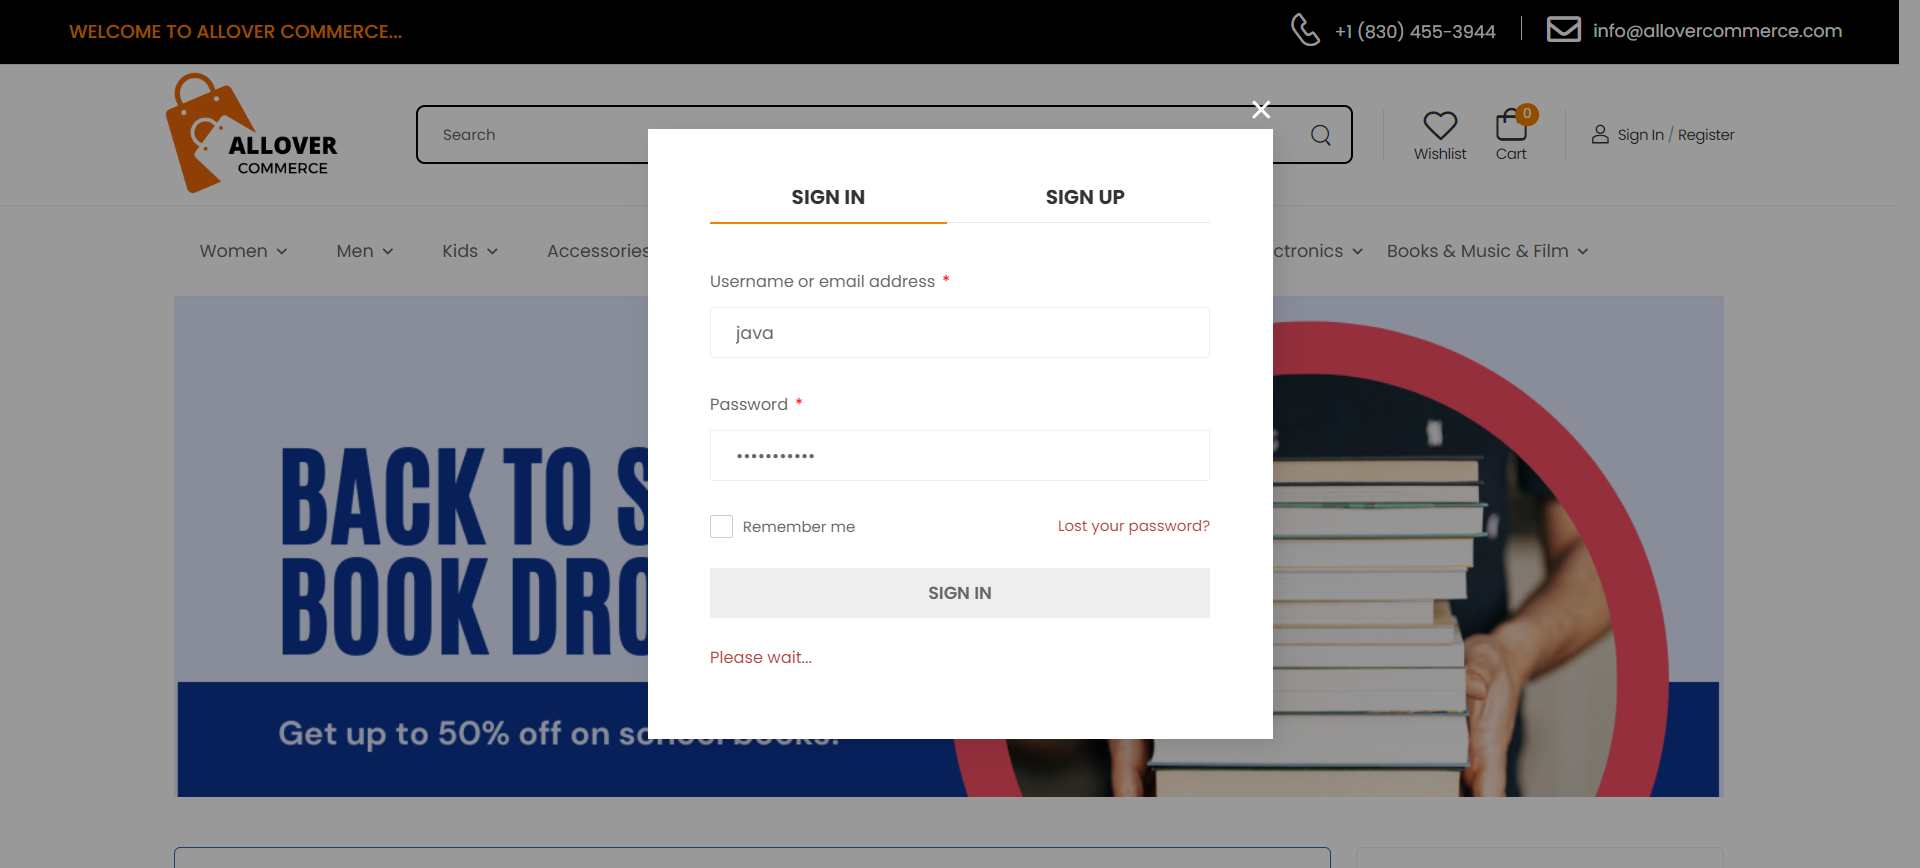 WELCOME TO ALLOVER COMMERCE...
+1 (830) 455-3944
info@allovercommerce.com
ALLOVER
COMMERCE
Search
Wishlist
0
Cart
Sign In / Register
Women
Men
Kids
Accessories
ctronics
Books & Music & Film
SIGN IN
SIGN UP
Username or email address *
java
Password *
•••••••••••
Remember me
Lost your password?
SIGN IN
Please wait...
BACK TO S
BOOK DRO
Get up to 50% off on school books!